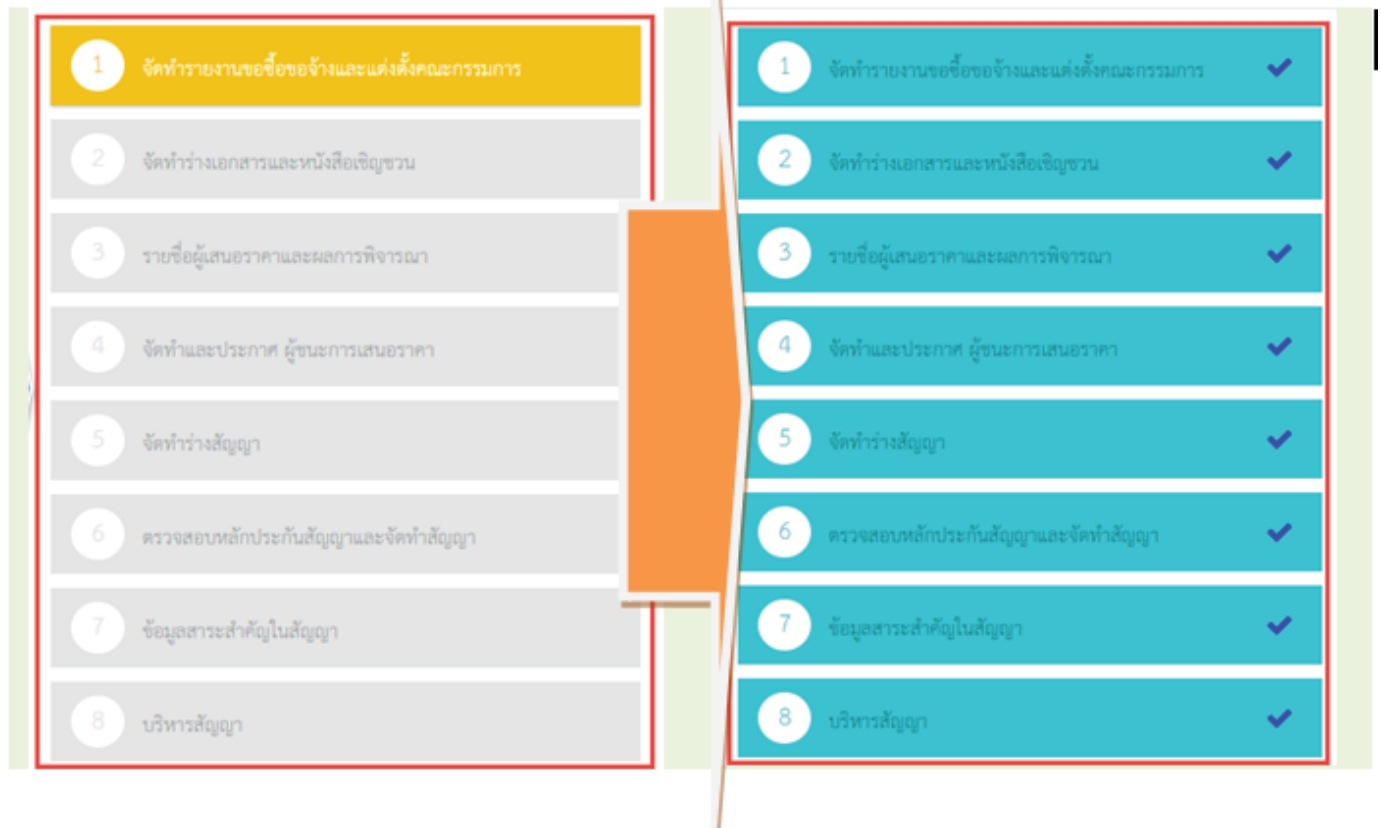 1 จัดทำรายงานขอซื้อขอจ้างและแต่งตั้งคณะกรรมการ
2 จัดทำร่างเอกสารและหนังสือเชิญชวน
3 รายชื่อผู้เสนอราคาและผลการพิจารณา
4 จัดทำและประกาศ ผู้ชนะการเสนอราคา
5 จัดทำร่างสัญญา
6 ตรวจสอบหลักประกันสัญญาและจัดทำสัญญา
7 ข้อมูลสาระสำคัญในสัญญา
8 บริหารสัญญา
1 จัดทำรายงานขอซื้อขอจ้างและแต่งตั้งคณะกรรมการ
2 จัดทำร่างเอกสารและหนังสือเชิญชวน
3 รายชื่อผู้เสนอราคาและผลการพิจารณา
4 จัดทำและประกาศ ผู้ชนะการเสนอราคา
5 จัดทำร่างสัญญา
6 ตรวจสอบหลักประกันสัญญาและจัดทำสัญญา
7 ข้อมูลสาระสำคัญในสัญญา
8 บริหารสัญญา